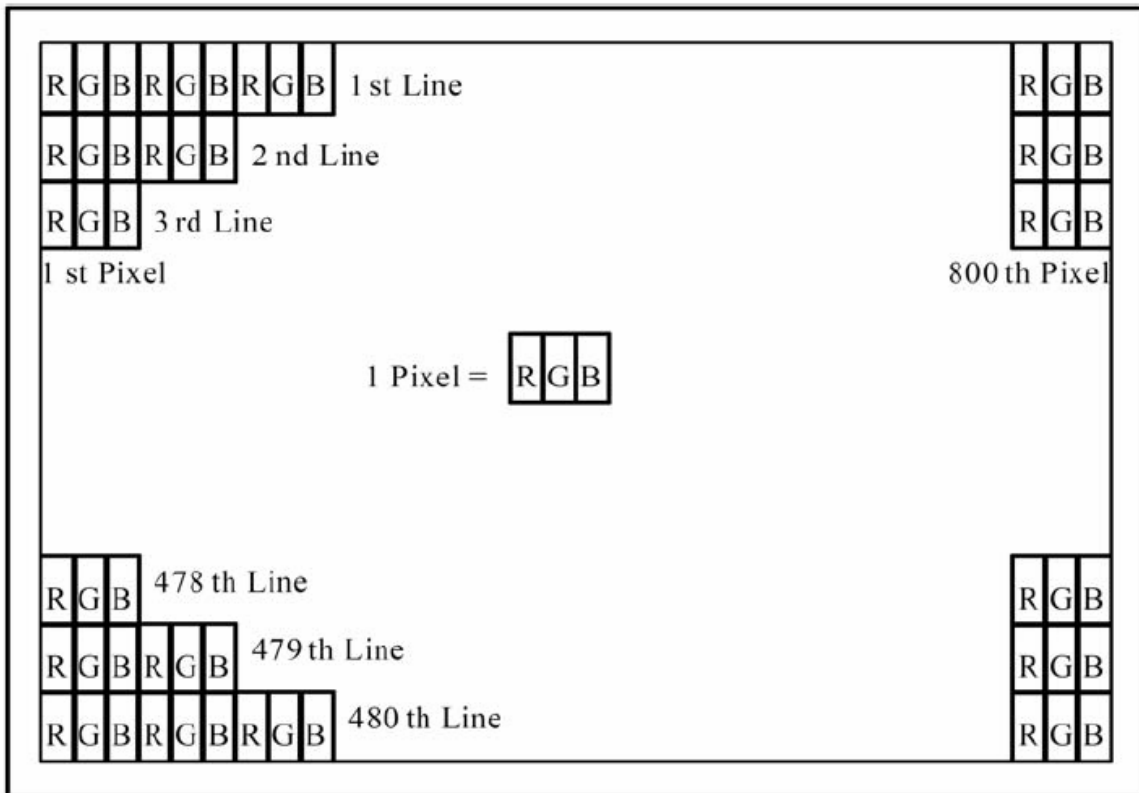 R G B R G B R G B 1 st Line R G B
R G B R G B 2 nd Line R G B
R G B 3 rd Line R G B
1 st Pixel 800 th Pixel
1 Pixel = R G B
R G B 478 th Line R G B
R G B R G B 479 th Line R G B
R G B R G B R G B 480 th Line R G B